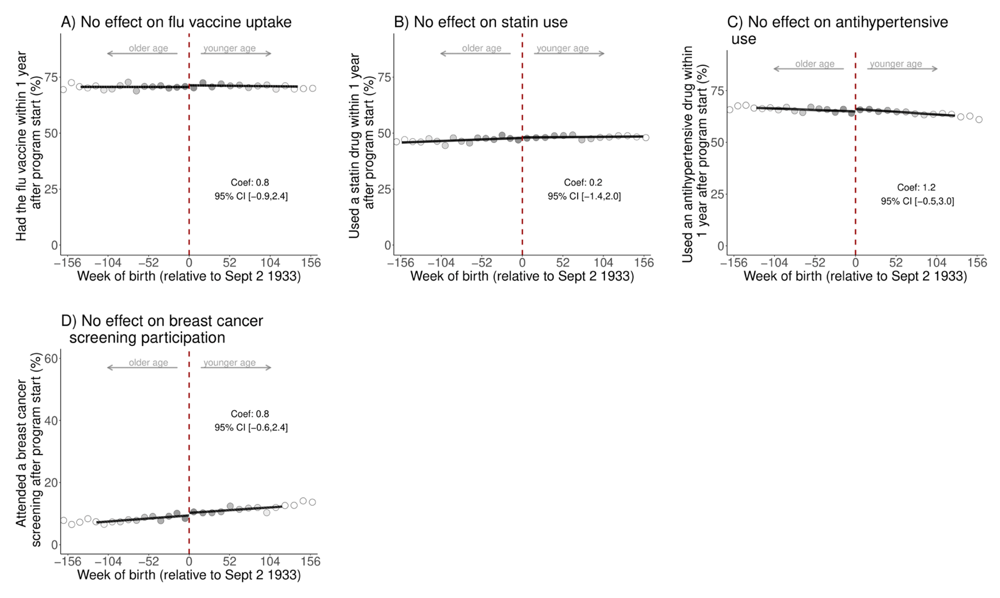 A) No effect on flu vaccine uptake
older age
younger age
Had the flu vaccine within 1 year
after program start (%)
75
50
25
0
Coef: 0.8
95% CI [−0.9,2.4]
−156 −104 −52 0 52 104 156
Week of birth (relative to Sept 2 1933)
B) No effect on statin use
older age
younger age
Used a statin drug within 1 year
after program start (%)
75
50
25
0
Coef: 0.2
95% CI [−1.4,2.0]
−156 −104 −52 0 52 104 156
Week of birth (relative to Sept 2 1933)
C) No effect on antihypertensive
use
older age
younger age
Used an antihypertensive drug within
1 year after program start (%)
75
50
25
0
Coef: 1.2
95% CI [−0.5,3.0]
−156 −104 −52 0 52 104 156
Week of birth (relative to Sept 2 1933)
D) No effect on breast cancer
screening participation
older age
younger age
Attended a breast cancer
screening after program start (%)
60
40
20
0
Coef: 0.8
95% CI [−0.6,2.4]
−156 −104 −52 0 52 104 156
Week of birth (relative to Sept 2 1933)